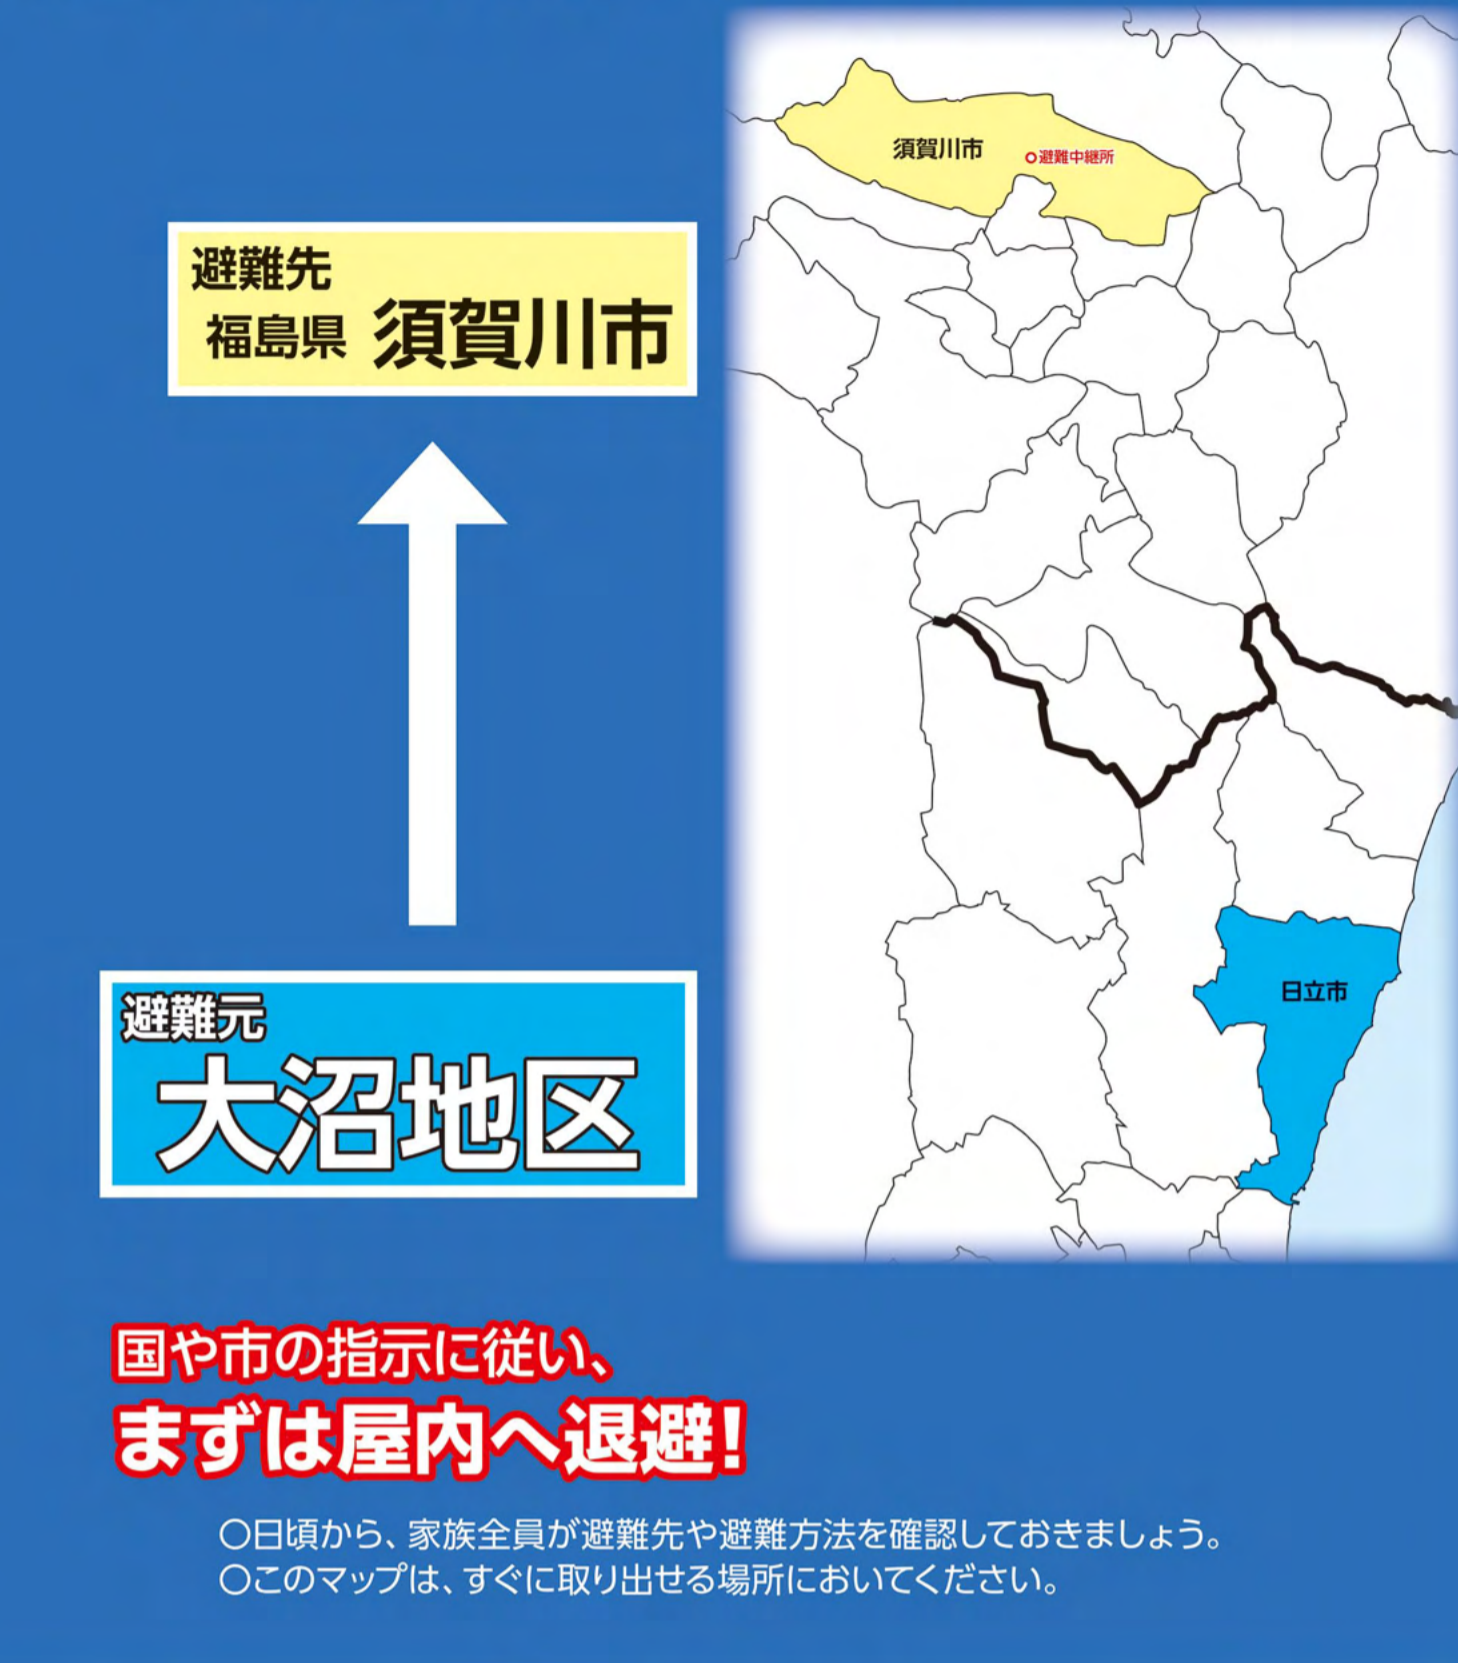 須賀川市
避難中継所
避難先
福島県 須賀川市
日立市
避難元
大沼地区
国や市の指示に従い、
まずは屋内へ退避!
〇日頃から、家族全員が避難先や避難方法を確認しておきましょう。
〇このマップは、すぐに取り出せる場所においてください。